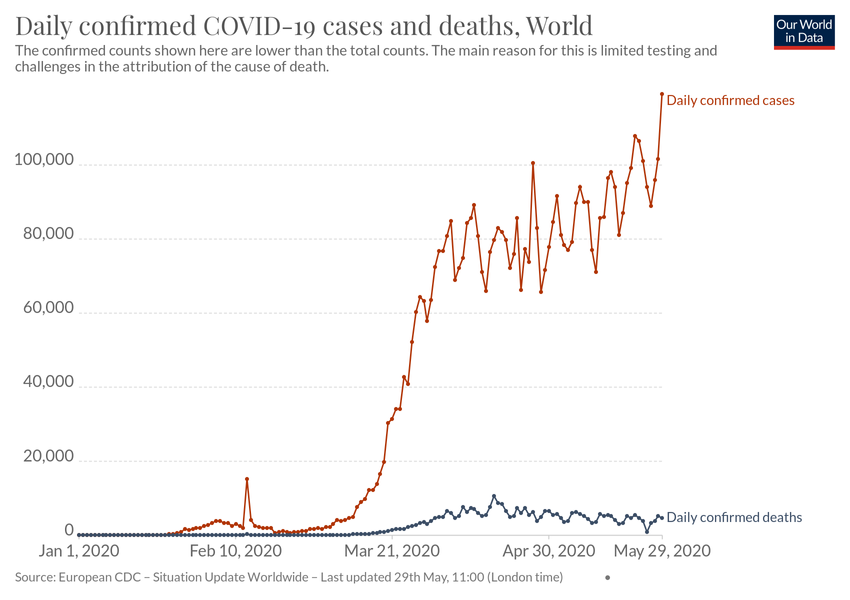 Daily confirmed COVID-19 cases and deaths, World
Our World
in Data
The confirmed counts shown here are lower than the total counts. The main reason for this is limited testing and
challenges in the attribution of the cause of death.
Daily confirmed cases
100,000
80,000
60,000
40,000
20,000
0
Daily confirmed deaths
Jan 1, 2020 Feb 10, 2020 Mar 21, 2020 Apr 30, 2020 May 29, 2020
Source: European CDC – Situation Update Worldwide – Last updated 29th May, 11:00 (London time) •